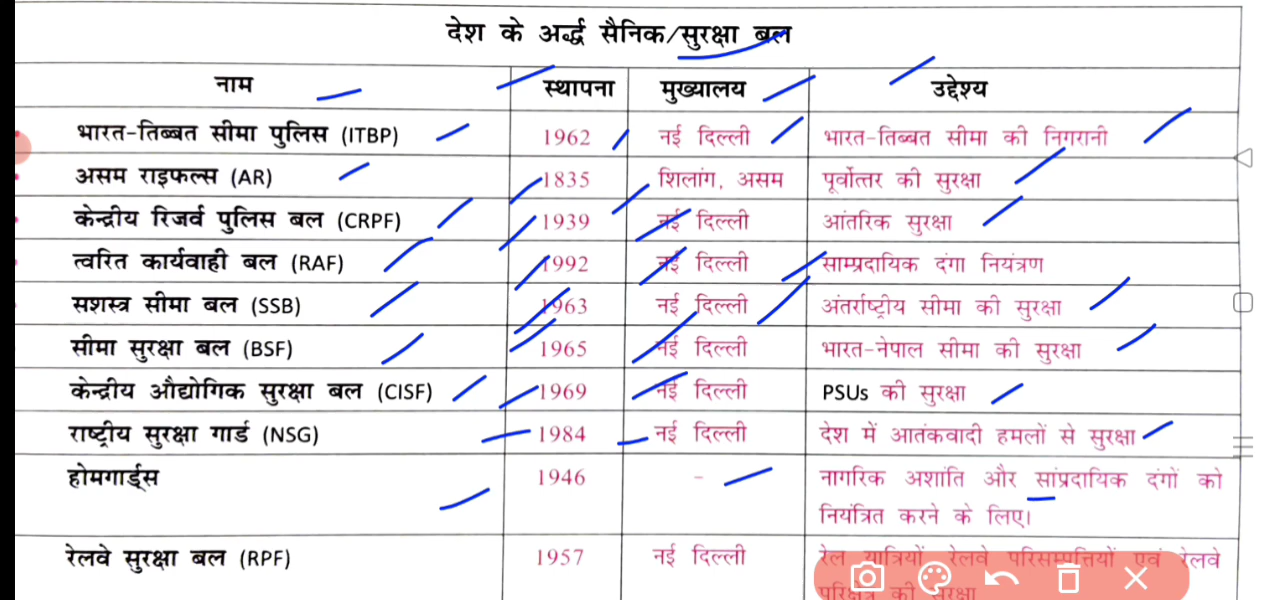 देश के अर्द्ध सैनिक/सुरक्षा बल
नाम स्थापना मुख्यालय उद्देश्य
भारत-तिब्बत सीमा पुलिस (ITBP) 1962 नई दिल्ली भारत-तिब्बत सीमा की निगरानी
असम राइफल्स (AR) 1835 शिलांग, असम पूर्वोत्तर की सुरक्षा
केन्द्रीय रिजर्व पुलिस बल (CRPF) 1939 नई दिल्ली आंतरिक सुरक्षा
त्वरित कार्यवाही बल (RAF) 1992 नई दिल्ली साम्प्रदायिक दंगा नियंत्रण
सशस्त्र सीमा बल (SSB) 1963 नई दिल्ली अंतर्राष्ट्रीय सीमा की सुरक्षा
सीमा सुरक्षा बल (BSF) 1965 नई दिल्ली भारत-नेपाल सीमा की सुरक्षा
केन्द्रीय औद्योगिक सुरक्षा बल (CISF) 1969 नई दिल्ली PSUs की सुरक्षा
राष्ट्रीय सुरक्षा गार्ड (NSG) 1984 नई दिल्ली देश में आतंकवादी हमलों से सुरक्षा
होमगार्ड्स 1946 - नागरिक अशांति और सांप्रदायिक दंगों को
नियंत्रित करने के लिए।
रेलवे सुरक्षा बल (RPF) 1957 नई दिल्ली रेल यात्रियों रेलवे परिसम्पत्तियों एवं रेलवे
की सुरक्षा